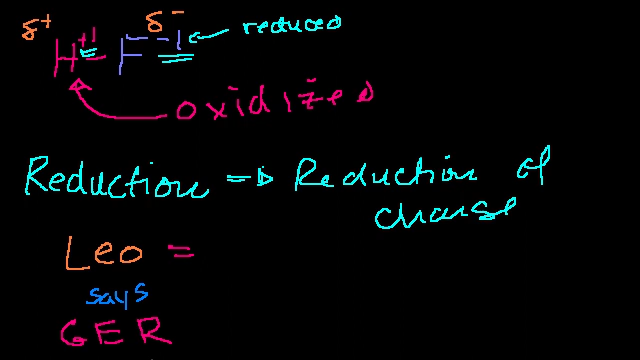 δ+ δ-
H+1 - F-1 reduced
oxidized
Reduction => Reduction of
charge
Leo =
says
GER